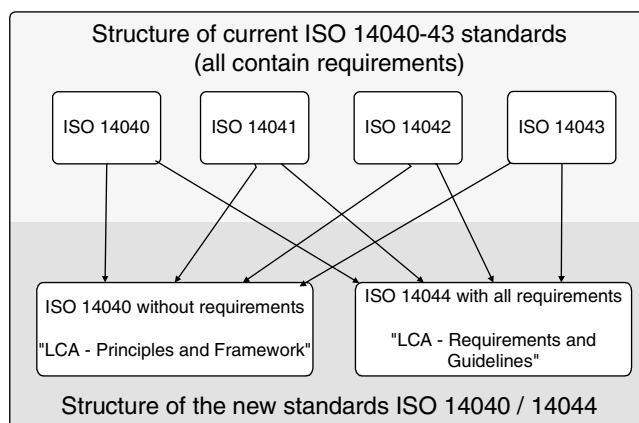 Structure of current ISO 14040-43 standards
(all contain requirements)
ISO 14040
ISO 14041
ISO 14042
ISO 14043
ISO 14040 without requirements
"LCA - Principles and Framework"
ISO 14044 with all requirements
"LCA - Requirements and
Guidelines"
Structure of the new standards ISO 14040 / 14044